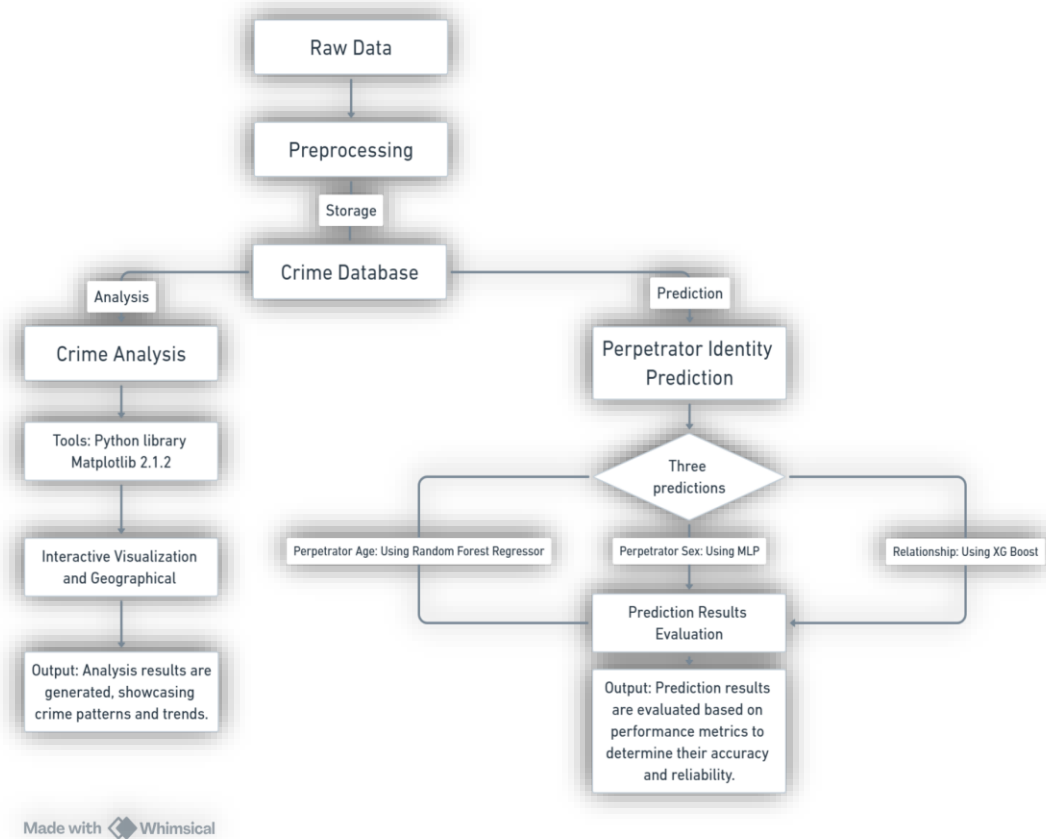 Raw Data
Preprocessing
Storage
Crime Database
Analysis
Crime Analysis
Tools: Python library
Matplotlib 2.1.2
Interactive Visualization
and Geographical
Output: Analysis results are
generated, showcasing
crime patterns and trends.
Prediction
Perpetrator Identity
Prediction
Three
predictions
Perpetrator Age: Using Random Forest Regressor
Perpetrator Sex: Using MLP
Relationship: Using XG Boost
Prediction Results
Evaluation
Output: Prediction results
are evaluated based on
performance metrics to
determine their accuracy
and reliability.
Made with Whimsical